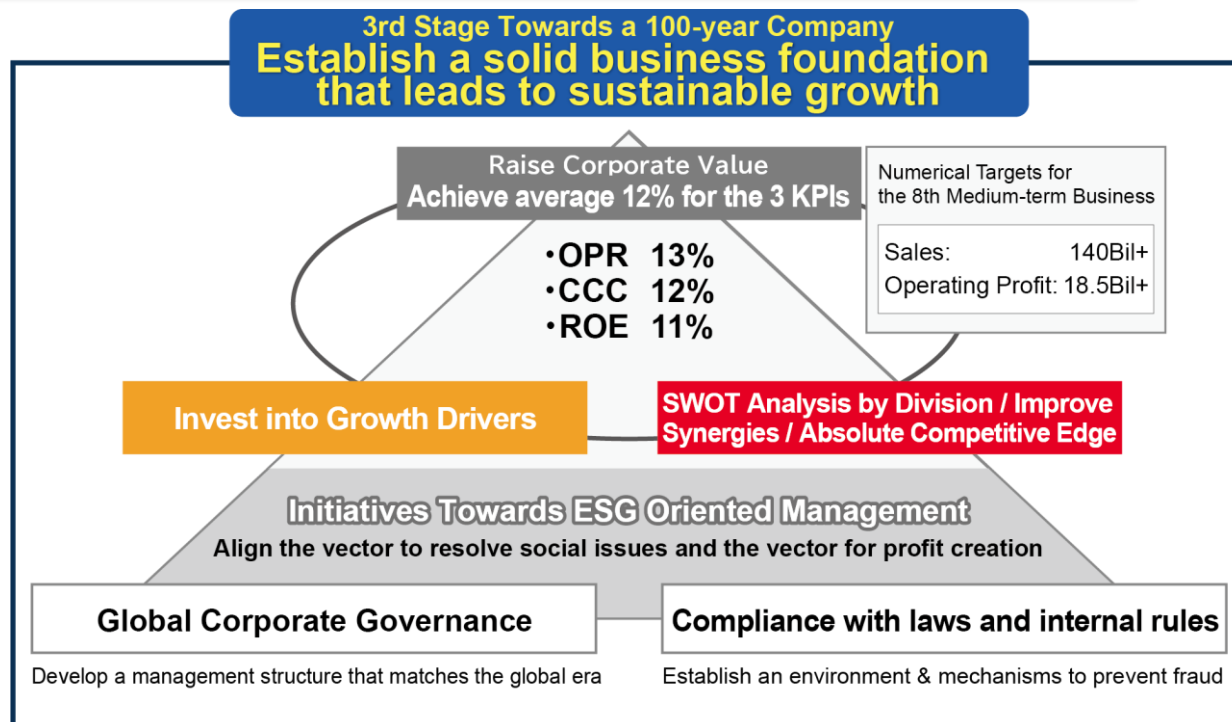 3rd Stage Towards a 100-year Company
Establish a solid business foundation
that leads to sustainable growth
Raise Corporate Value
Achieve average 12% for the 3 KPIs
Numerical Targets for
the 8th Medium-term Business
Sales: 140Bil+
Operating Profit: 18.5Bil+
・OPR 13%
・CCC 12%
・ROE 11%
Invest into Growth Drivers
SWOT Analysis by Division / Improve
Synergies / Absolute Competitive Edge
Initiatives Towards ESG Oriented Management
Align the vector to resolve social issues and the vector for profit creation
Global Corporate Governance
Develop a management structure that matches the global era
Compliance with laws and internal rules
Establish an environment & mechanisms to prevent fraud